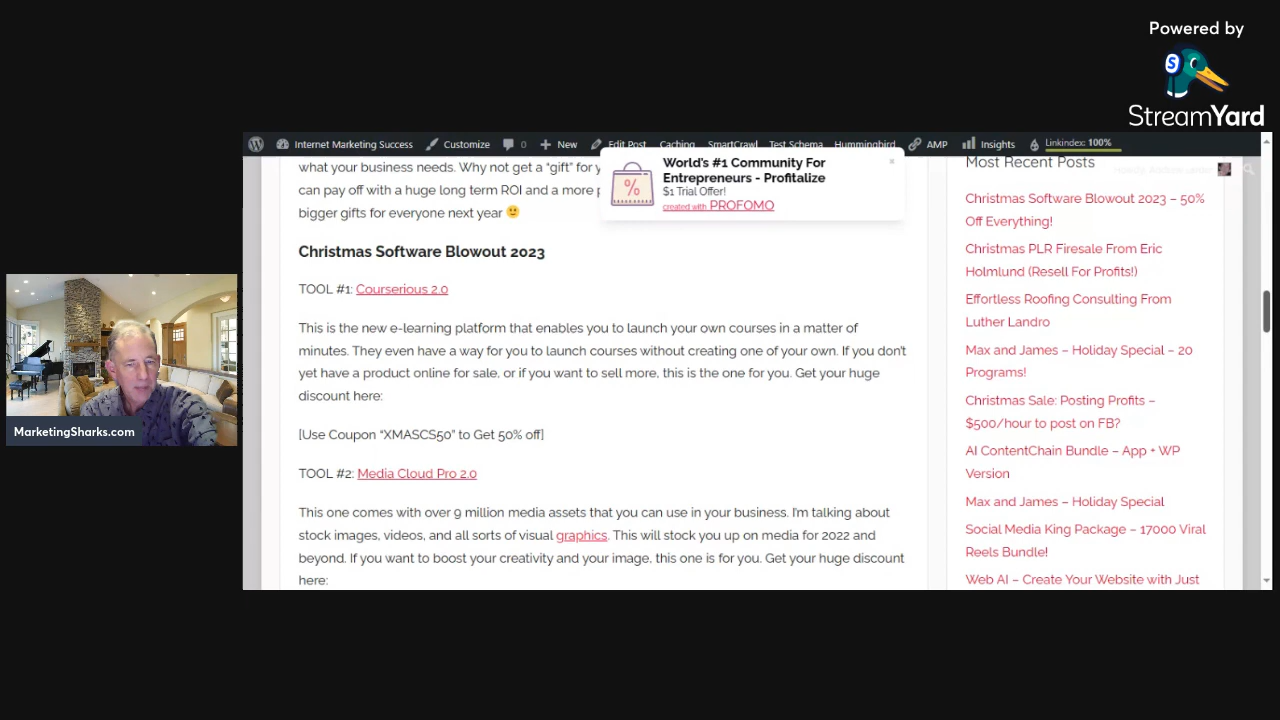 Powered by
StreamYard
Internet Marketing Success
Customize
0
New
Edit Post
Caching
SmartCrawl
Test Schema
Hummingbird
AMP
Insights
Linkindex: 100%
what your business needs. Why not get a “gift” for y
can pay off with a huge long term ROI and a more p
bigger gifts for everyone next year 🙂
World’s #1 Community For
Entrepreneurs - Profitalize
$1 Trial Offer!
created with PROFOMO
Christmas Software Blowout 2023
TOOL #1: Courserious 2.0
This is the new e-learning platform that enables you to launch your own courses in a matter of
minutes. They even have a way for you to launch courses without creating one of your own. If you don’t
yet have a product online for sale, or if you want to sell more, this is the one for you. Get your huge
discount here:
[Use Coupon “XMASCS50” to Get 50% off]
TOOL #2: Media Cloud Pro 2.0
This one comes with over 9 million media assets that you can use in your business. I’m talking about
stock images, videos, and all sorts of visual graphics. This will stock you up on media for 2022 and
beyond. If you want to boost your creativity and your image, this one is for you. Get your huge discount
here:
Most Recent Posts
Christmas Software Blowout 2023 – 50%
Off Everything!
Christmas PLR Firesale From Eric
Holmlund (Resell For Profits!)
Effortless Roofing Consulting From
Luther Landro
Max and James – Holiday Special – 20
Programs!
Christmas Sale: Posting Profits –
$500/hour to post on FB?
AI ContentChain Bundle – App + WP
Version
Max and James – Holiday Special
Social Media King Package – 17000 Viral
Reels Bundle!
Web AI – Create Your Website with Just
MarketingSharks.com